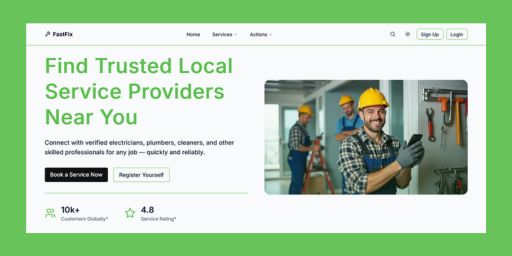 FastFix
Home Services Actions
Sign Up Login
Find Trusted Local
Service Providers
Near You
Connect with verified electricians, plumbers, cleaners, and other
skilled professionals for any job — quickly and reliably.
Book a Service Now Register Yourself
10k+ 4.8
Customers Globally* Service Rating*